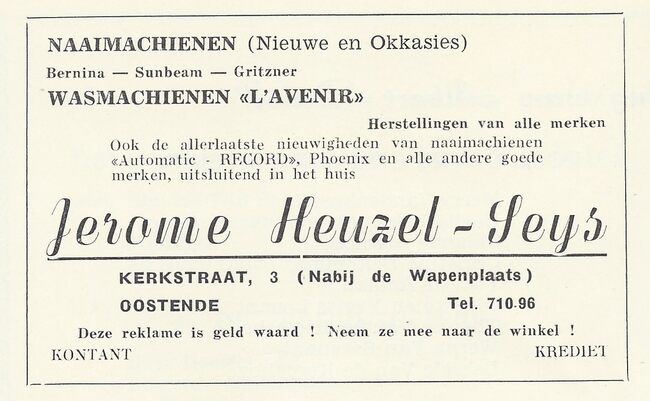 NAAIMACHIENEN (Nieuwe en Okkasies)
Bernina — Sunbeam — Gritzner
WASMACHIENEN «L'AVENIR»
Herstellingen van alle merken
Ook de allerlaatste nieuwigheden van naaimachienen
«Automatic - RECORD», Phoenix en alle andere goede
merken, uitsluitend in het huis
Jerome Heuzel - Seys
KERKSTRAAT, 3 (Nabij de Wapenplaats)
OOSTENDE Tel. 710.96
Deze reklame is geld waard ! Neem ze mee naar de winkel !
KONTANT KREDIET